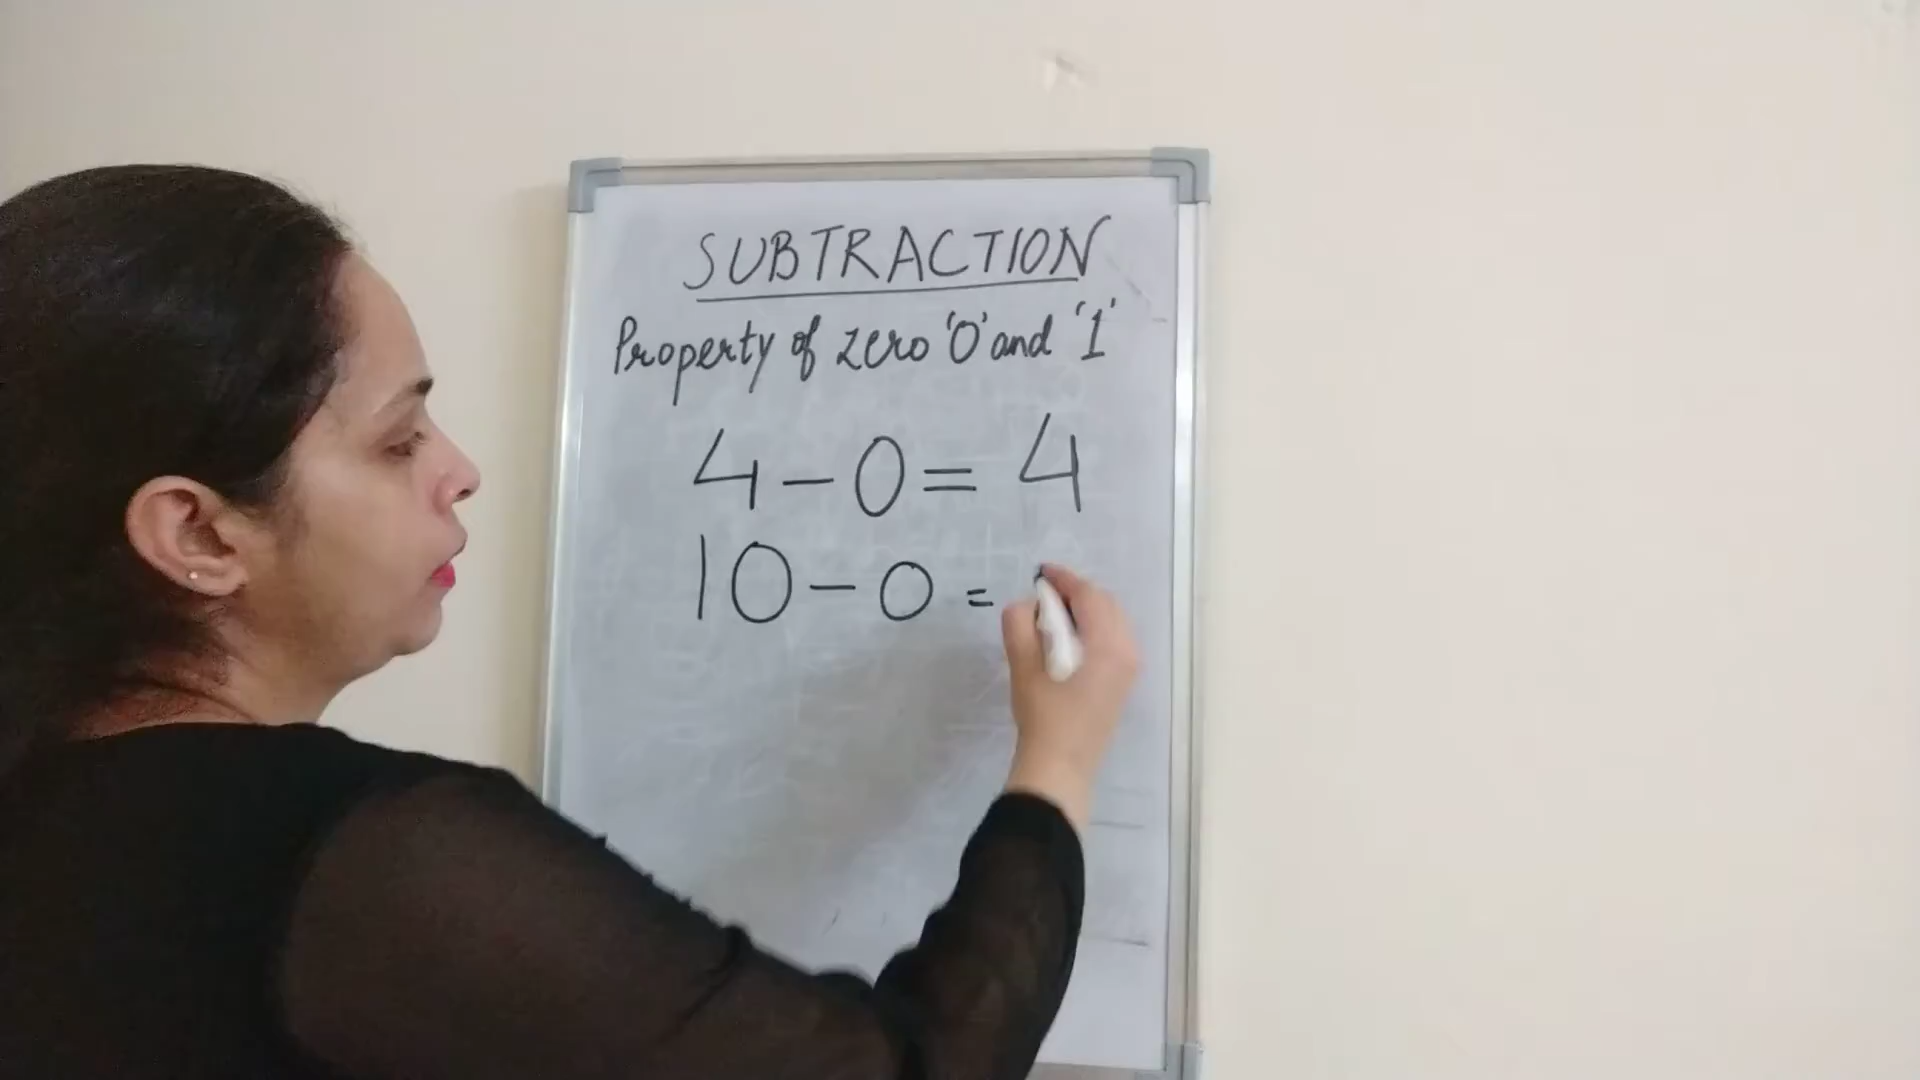 SUBTRACTION
Property of zero '0' and '1'
4-0=4
10-0=